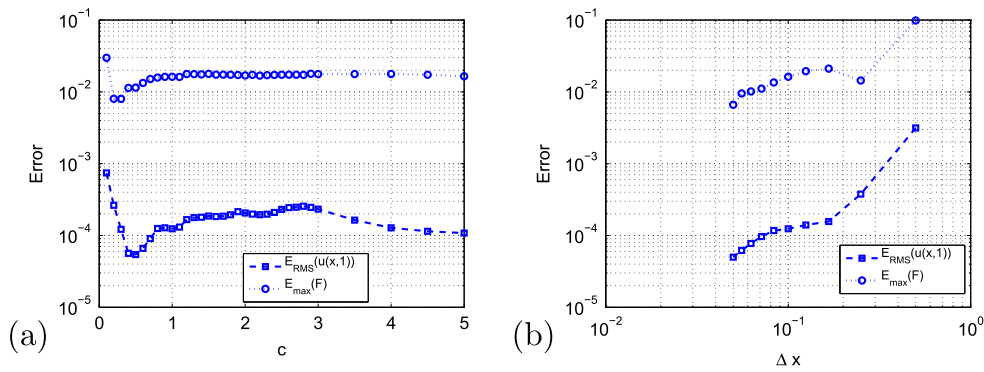 10^-1
10^-2
10^-3
10^-4
10^-5
Error
0 1 2 3 4 5
c
E_RMS(u(x,1))
E_max(F)
(a)
10^-1
10^-2
10^-3
10^-4
10^-5
Error
10^-2 10^-1 10^0
Δ x
E_RMS(u(x,1))
E_max(F)
(b)